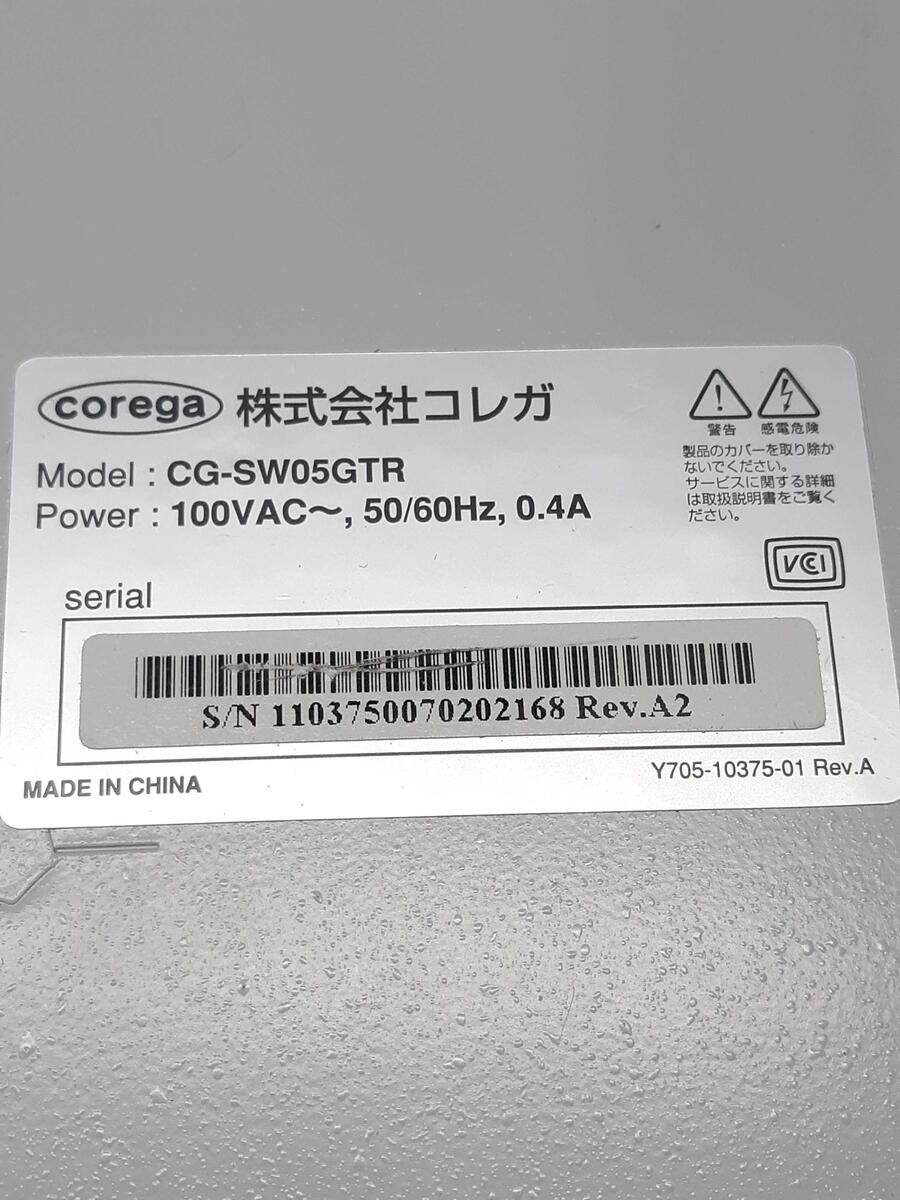 corega 株式会社コレガ
Model : CG-SW05GTR
Power : 100VAC〜, 50/60Hz, 0.4A
警告 感電危険
製品のカバーを取り除か
ないでください。
サービスに関する詳細
は取扱説明書をご覧く
ださい。
VCCI
serial
S/N 1103750070202168 Rev.A2
MADE IN CHINA
Y705-10375-01 Rev.A